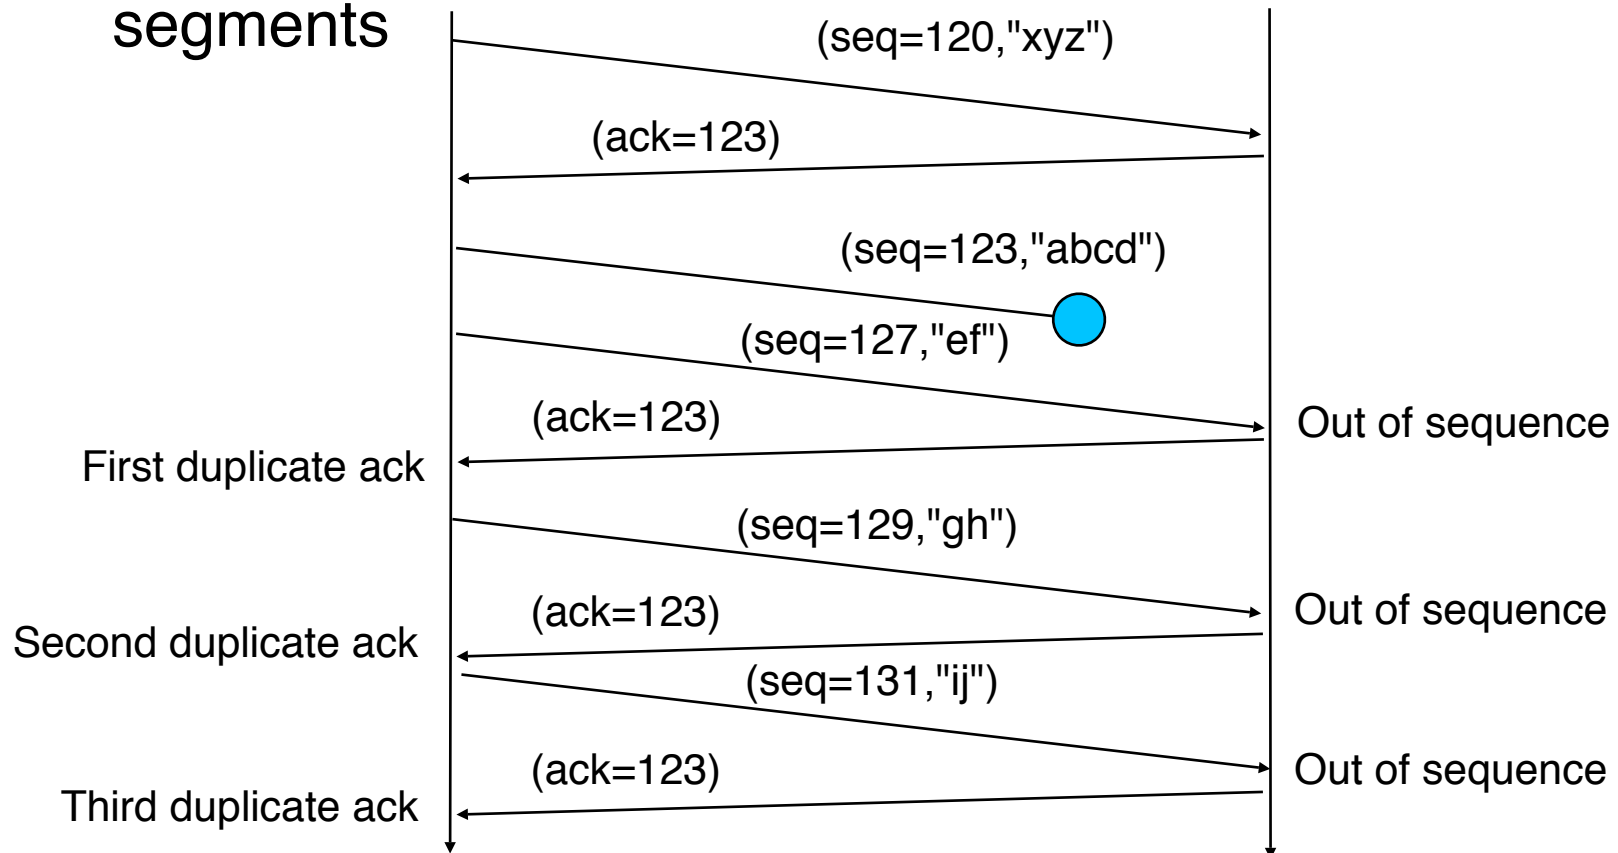 segments
(seq=120,"xyz")
(ack=123)
(seq=123,"abcd")
(seq=127,"ef")
(ack=123)
Out of sequence
First duplicate ack
(seq=129,"gh")
(ack=123)
Out of sequence
Second duplicate ack
(seq=131,"ij")
(ack=123)
Out of sequence
Third duplicate ack